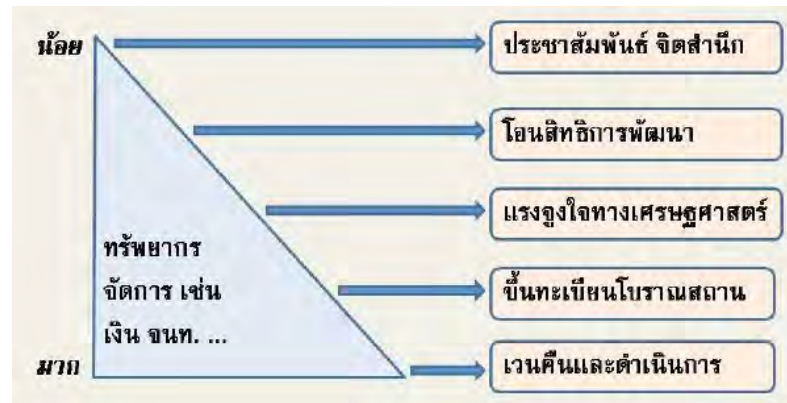 น้อย
ประชาสัมพันธ์ จิตสำนึก
โอนสิทธิการพัฒนา
แรงจูงใจทางเศรษฐศาสตร์
ทรัพยากร
จัดการ เช่น
เงิน จนท. ...
ขึ้นทะเบียนโบราณสถาน
มาก
เวนคืนและดำเนินการ